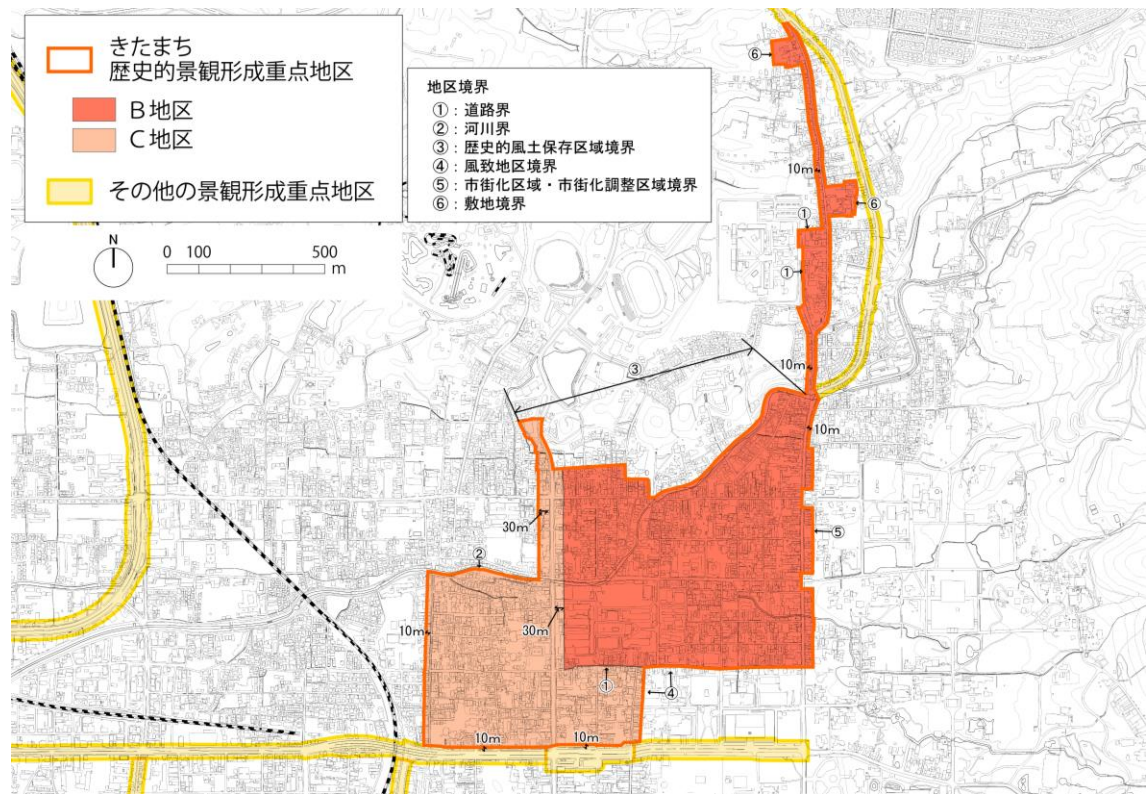 きたまち
歴史的景観形成重点地区
B地区
C地区
その他の景観形成重点地区
地区境界
①：道路界
②：河川界
③：歴史的風土保存区域境界
④：風致地区境界
⑤：市街化区域・市街化調整区域境界
⑥：敷地境界
N
0 100 500
m
⑥
10m
⑥
①
①
10m
③
10m
30m
⑤
②
10m
30m
①
④
10m
10m